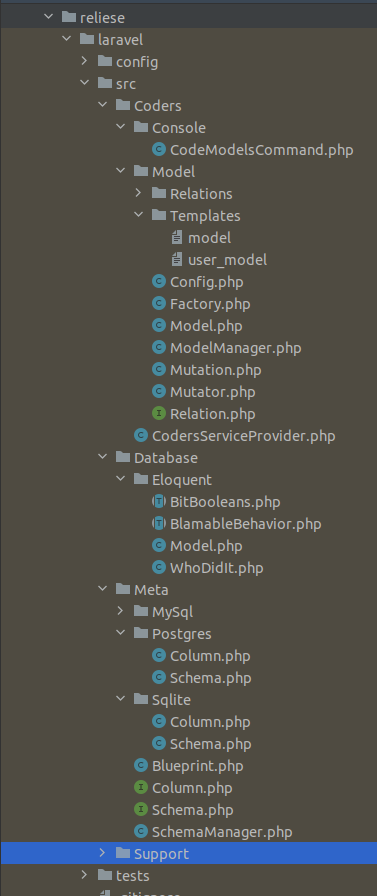 reliese
laravel
config
src
Coders
Console
CodeModelsCommand.php
Model
Relations
Templates
model
user_model
Config.php
Factory.php
Model.php
ModelManager.php
Mutation.php
Mutator.php
Relation.php
CodersServiceProvider.php
Database
Eloquent
BitBooleans.php
BlamableBehavior.php
Model.php
WhoDidIt.php
Meta
MySql
Postgres
Column.php
Schema.php
Sqlite
Column.php
Schema.php
Blueprint.php
Column.php
Schema.php
SchemaManager.php
Support
tests